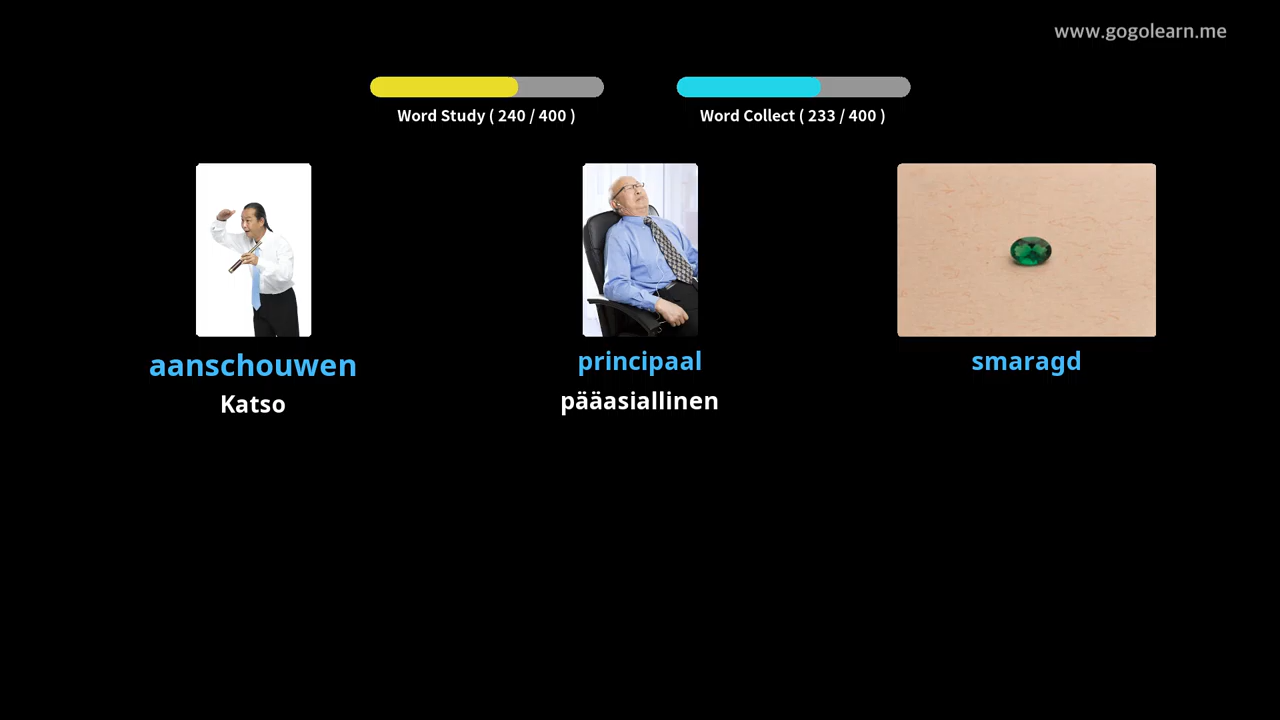 www.gogolearn.me
Word Study ( 240 / 400 )
Word Collect ( 233 / 400 )
aanschouwen
Katso
principaal
pääasiallinen
smaragd